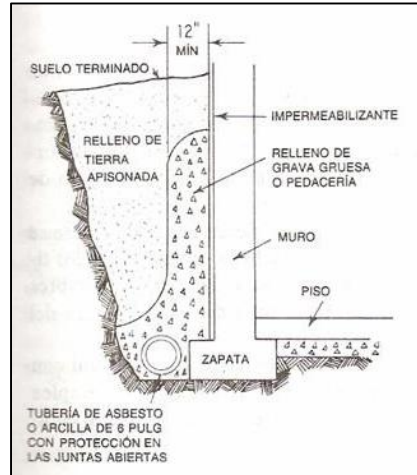 12"
MÍN
SUELO TERMINADO
IMPERMEABILIZANTE
RELLENO DE
TIERRA
APISONADA
RELLENO DE
GRAVA GRUESA
O PEDACERÍA
MURO
PISO
ZAPATA
TUBERÍA DE ASBESTO
O ARCILLA DE 6 PULG
CON PROTECCIÓN EN
LAS JUNTAS ABIERTAS